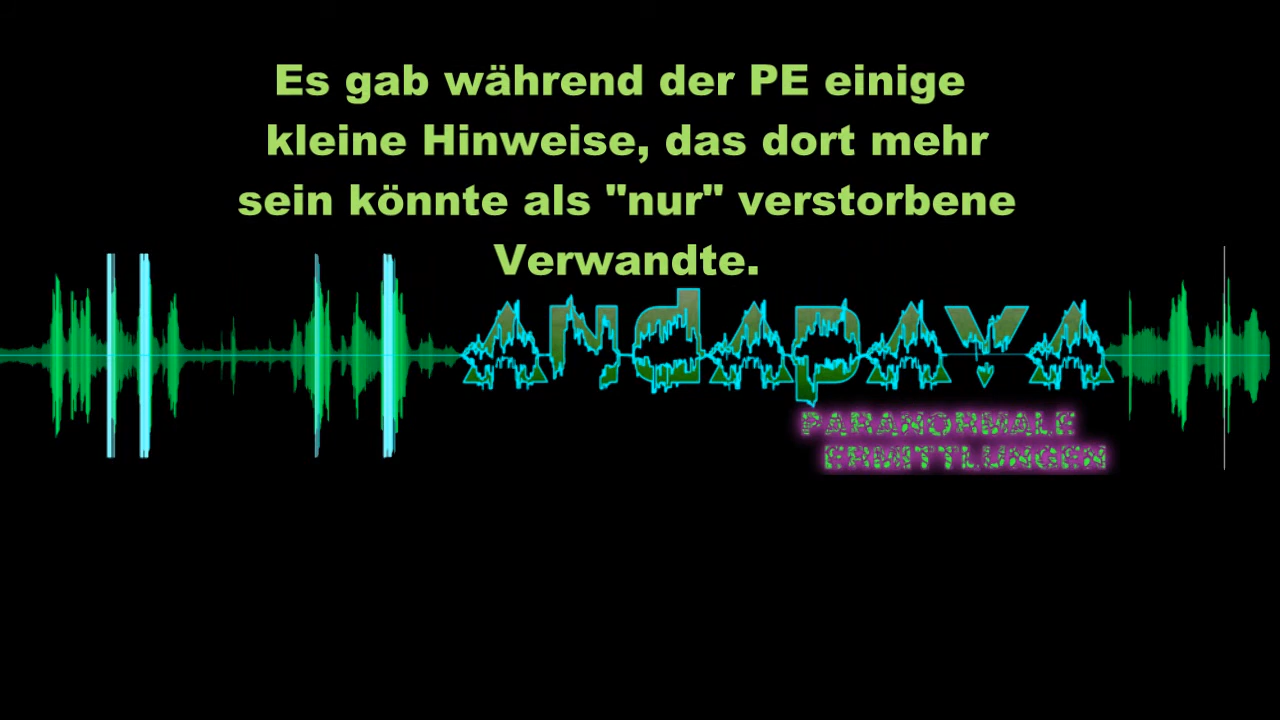 Es gab während der PE einige
kleine Hinweise, das dort mehr
sein könnte als "nur" verstorbene
Verwandte.
ANDAPAVA
PARANORMALE
ERMITTLUNGEN